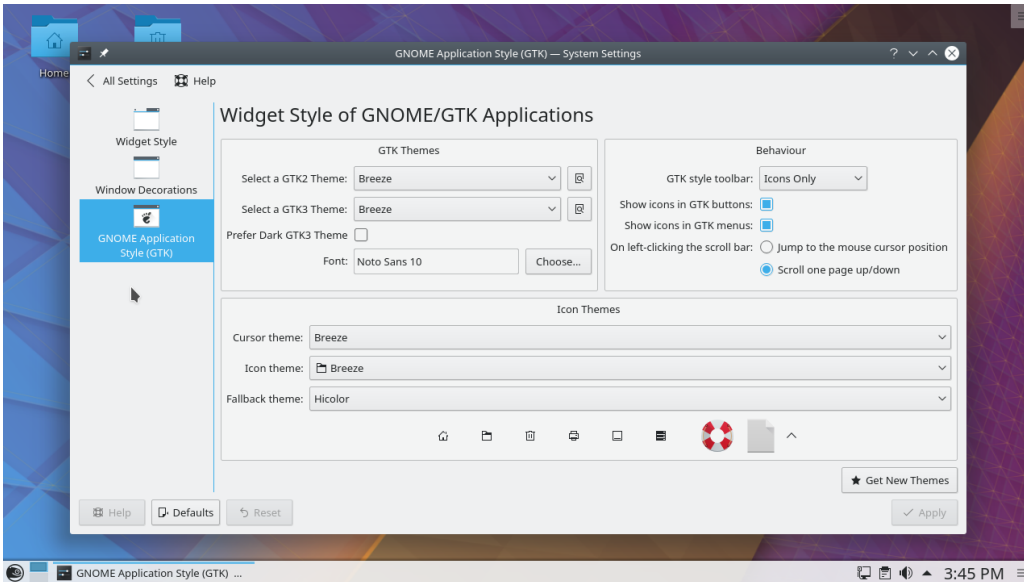 Home
GNOME Application Style (GTK) — System Settings
?
All Settings
Help
Widget Style
Window Decorations
GNOME Application
Style (GTK)
Widget Style of GNOME/GTK Applications
GTK Themes
Select a GTK2 Theme: Breeze
Select a GTK3 Theme: Breeze
Prefer Dark GTK3 Theme
Font: Noto Sans 10 Choose...
Behaviour
GTK style toolbar: Icons Only
Show icons in GTK buttons:
Show icons in GTK menus:
On left-clicking the scroll bar: Jump to the mouse cursor position
Scroll one page up/down
Icon Themes
Cursor theme: Breeze
Icon theme: Breeze
Fallback theme: Hicolor
Get New Themes
Help Defaults Reset Apply
GNOME Application Style (GTK) ...
3:45 PM